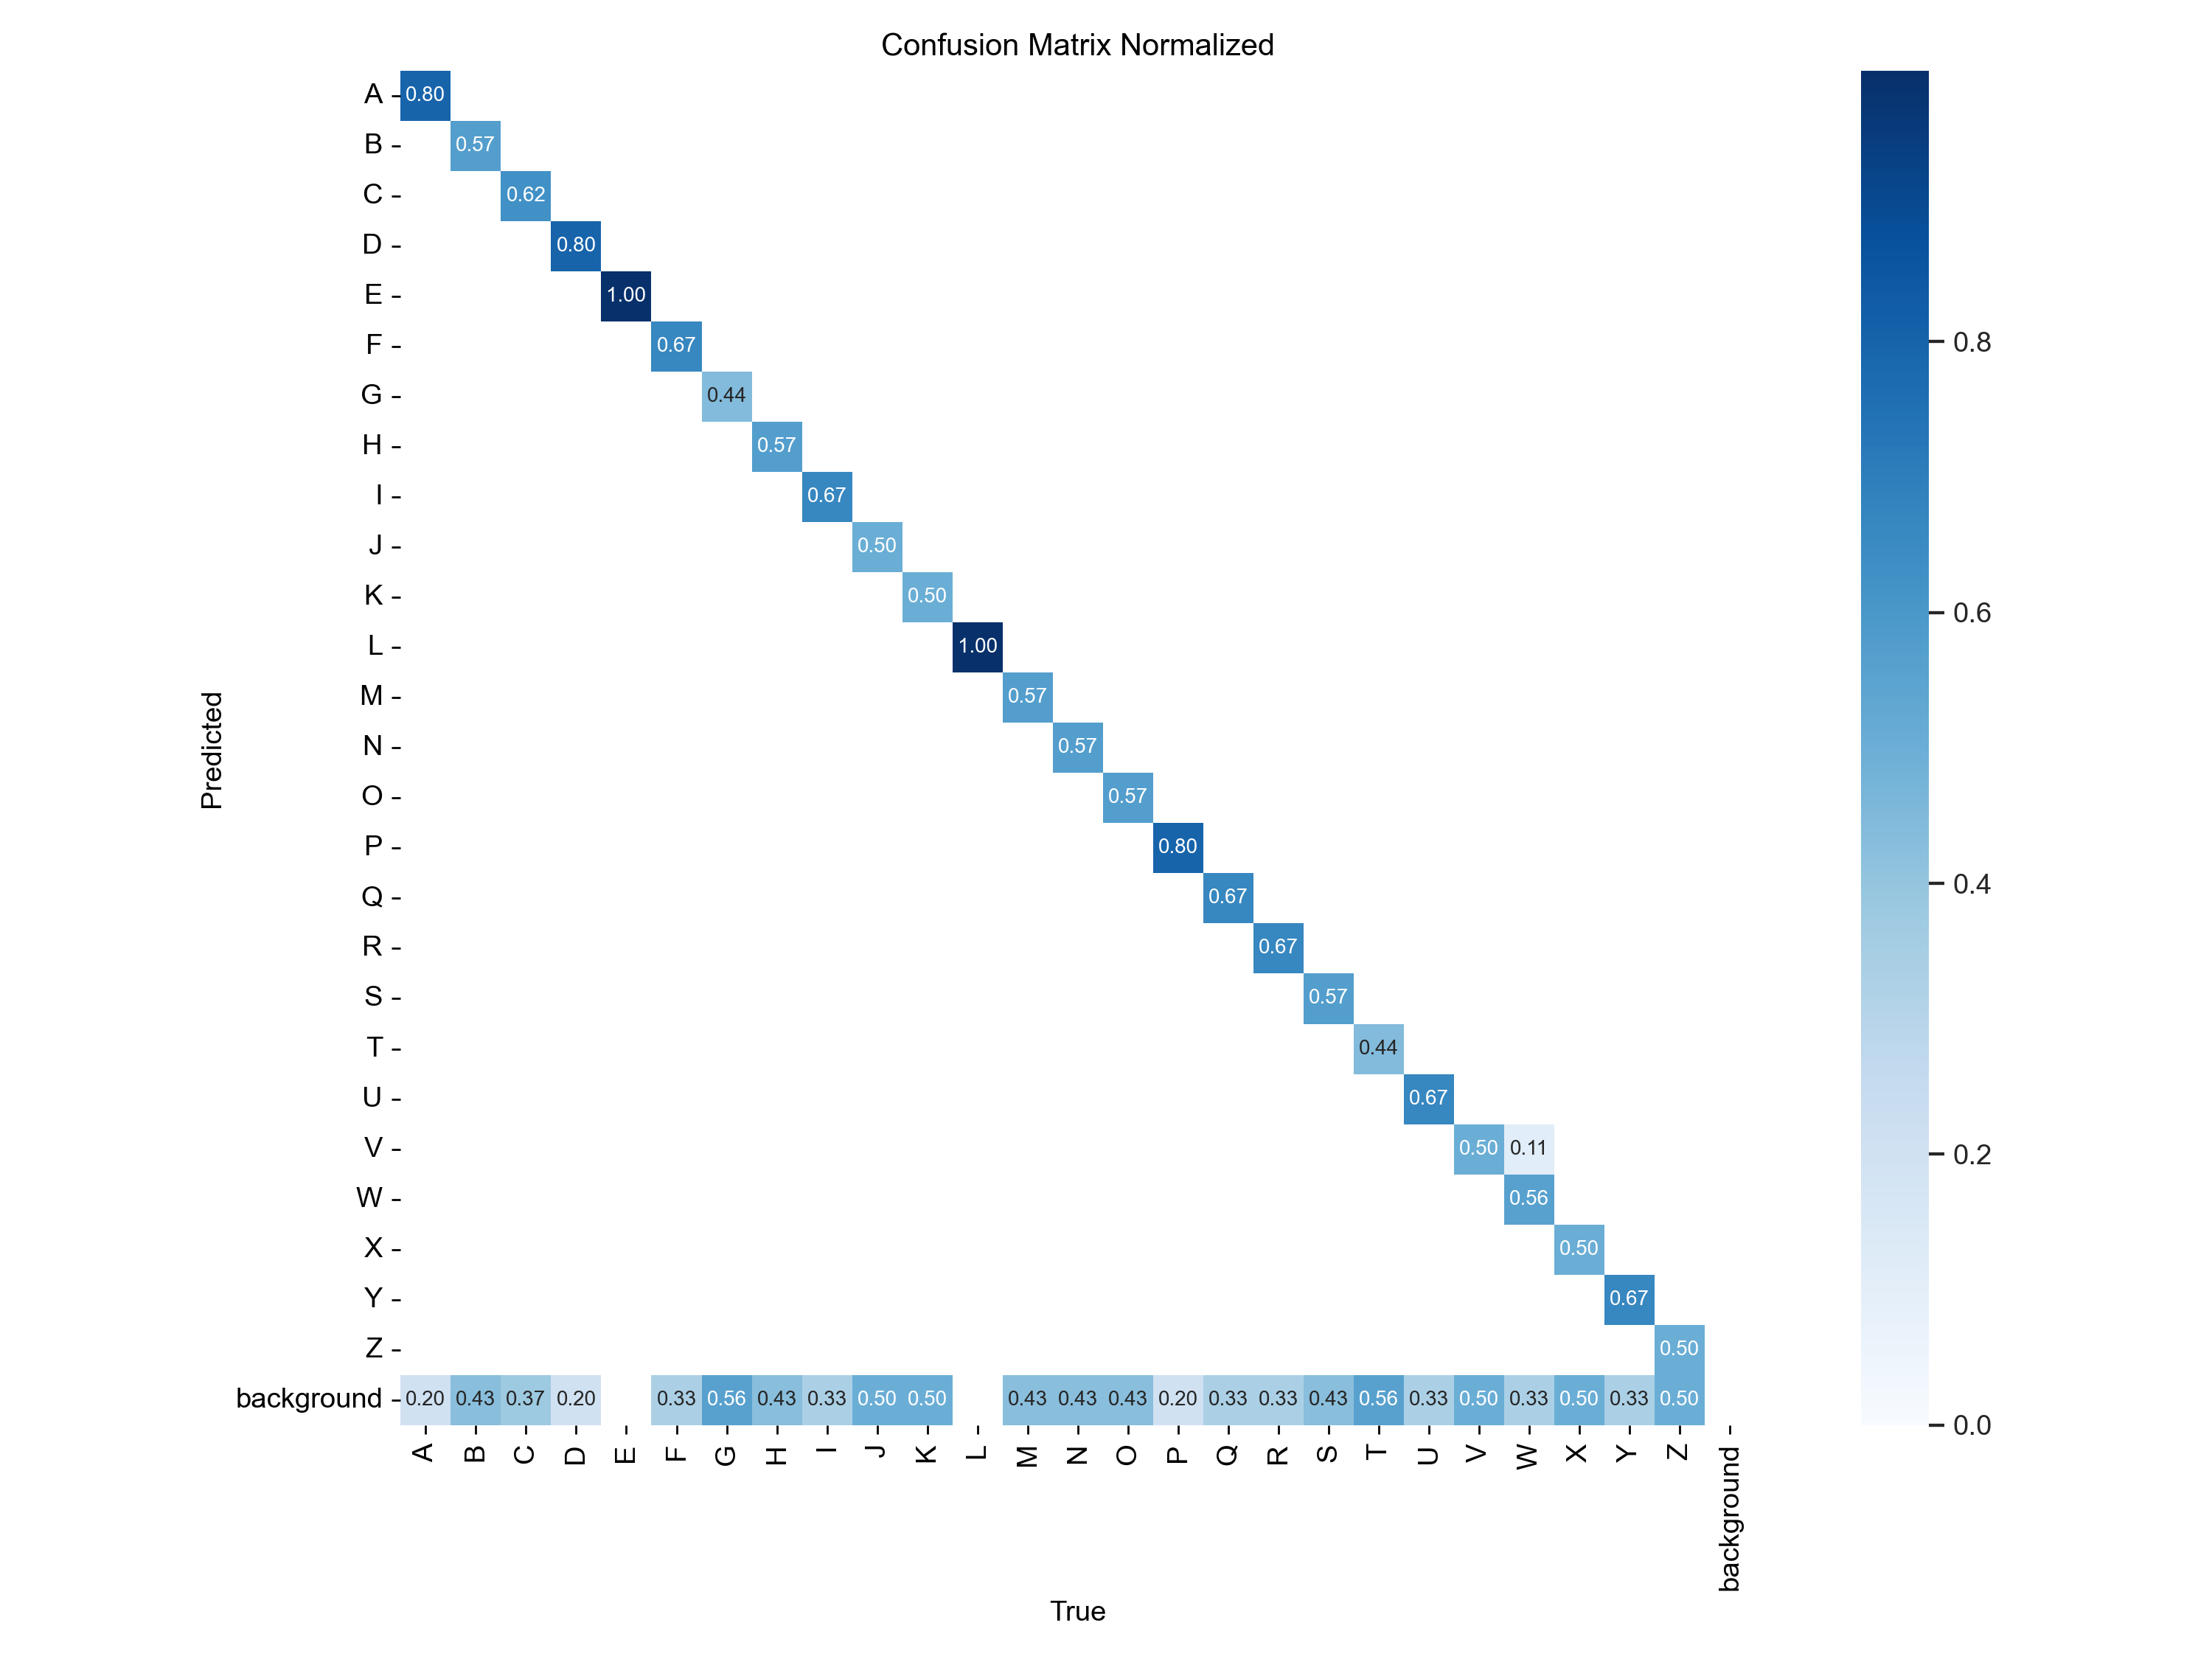 Confusion Matrix Normalized
A 0.80
B 0.57
C 0.62
D 0.80
E 1.00
F 0.67
G 0.44
H 0.57
I 0.67
J 0.50
K 0.50
L 1.00
M 0.57
N 0.57
O 0.57
P 0.80
Q 0.67
R 0.67
S 0.57
T 0.44
U 0.67
V 0.50 0.11
W 0.56
X 0.50
Y 0.67
Z 0.50
background 0.20 0.43 0.37 0.20 0.33 0.56 0.43 0.33 0.50 0.50 0.43 0.43 0.43 0.20 0.33 0.33 0.43 0.56 0.33 0.50 0.33 0.50 0.33 0.50
A B C D E F G H I J K L M N O P Q R S T U V W X Y Z background
True
Predicted
0.8
0.6
0.4
0.2
0.0